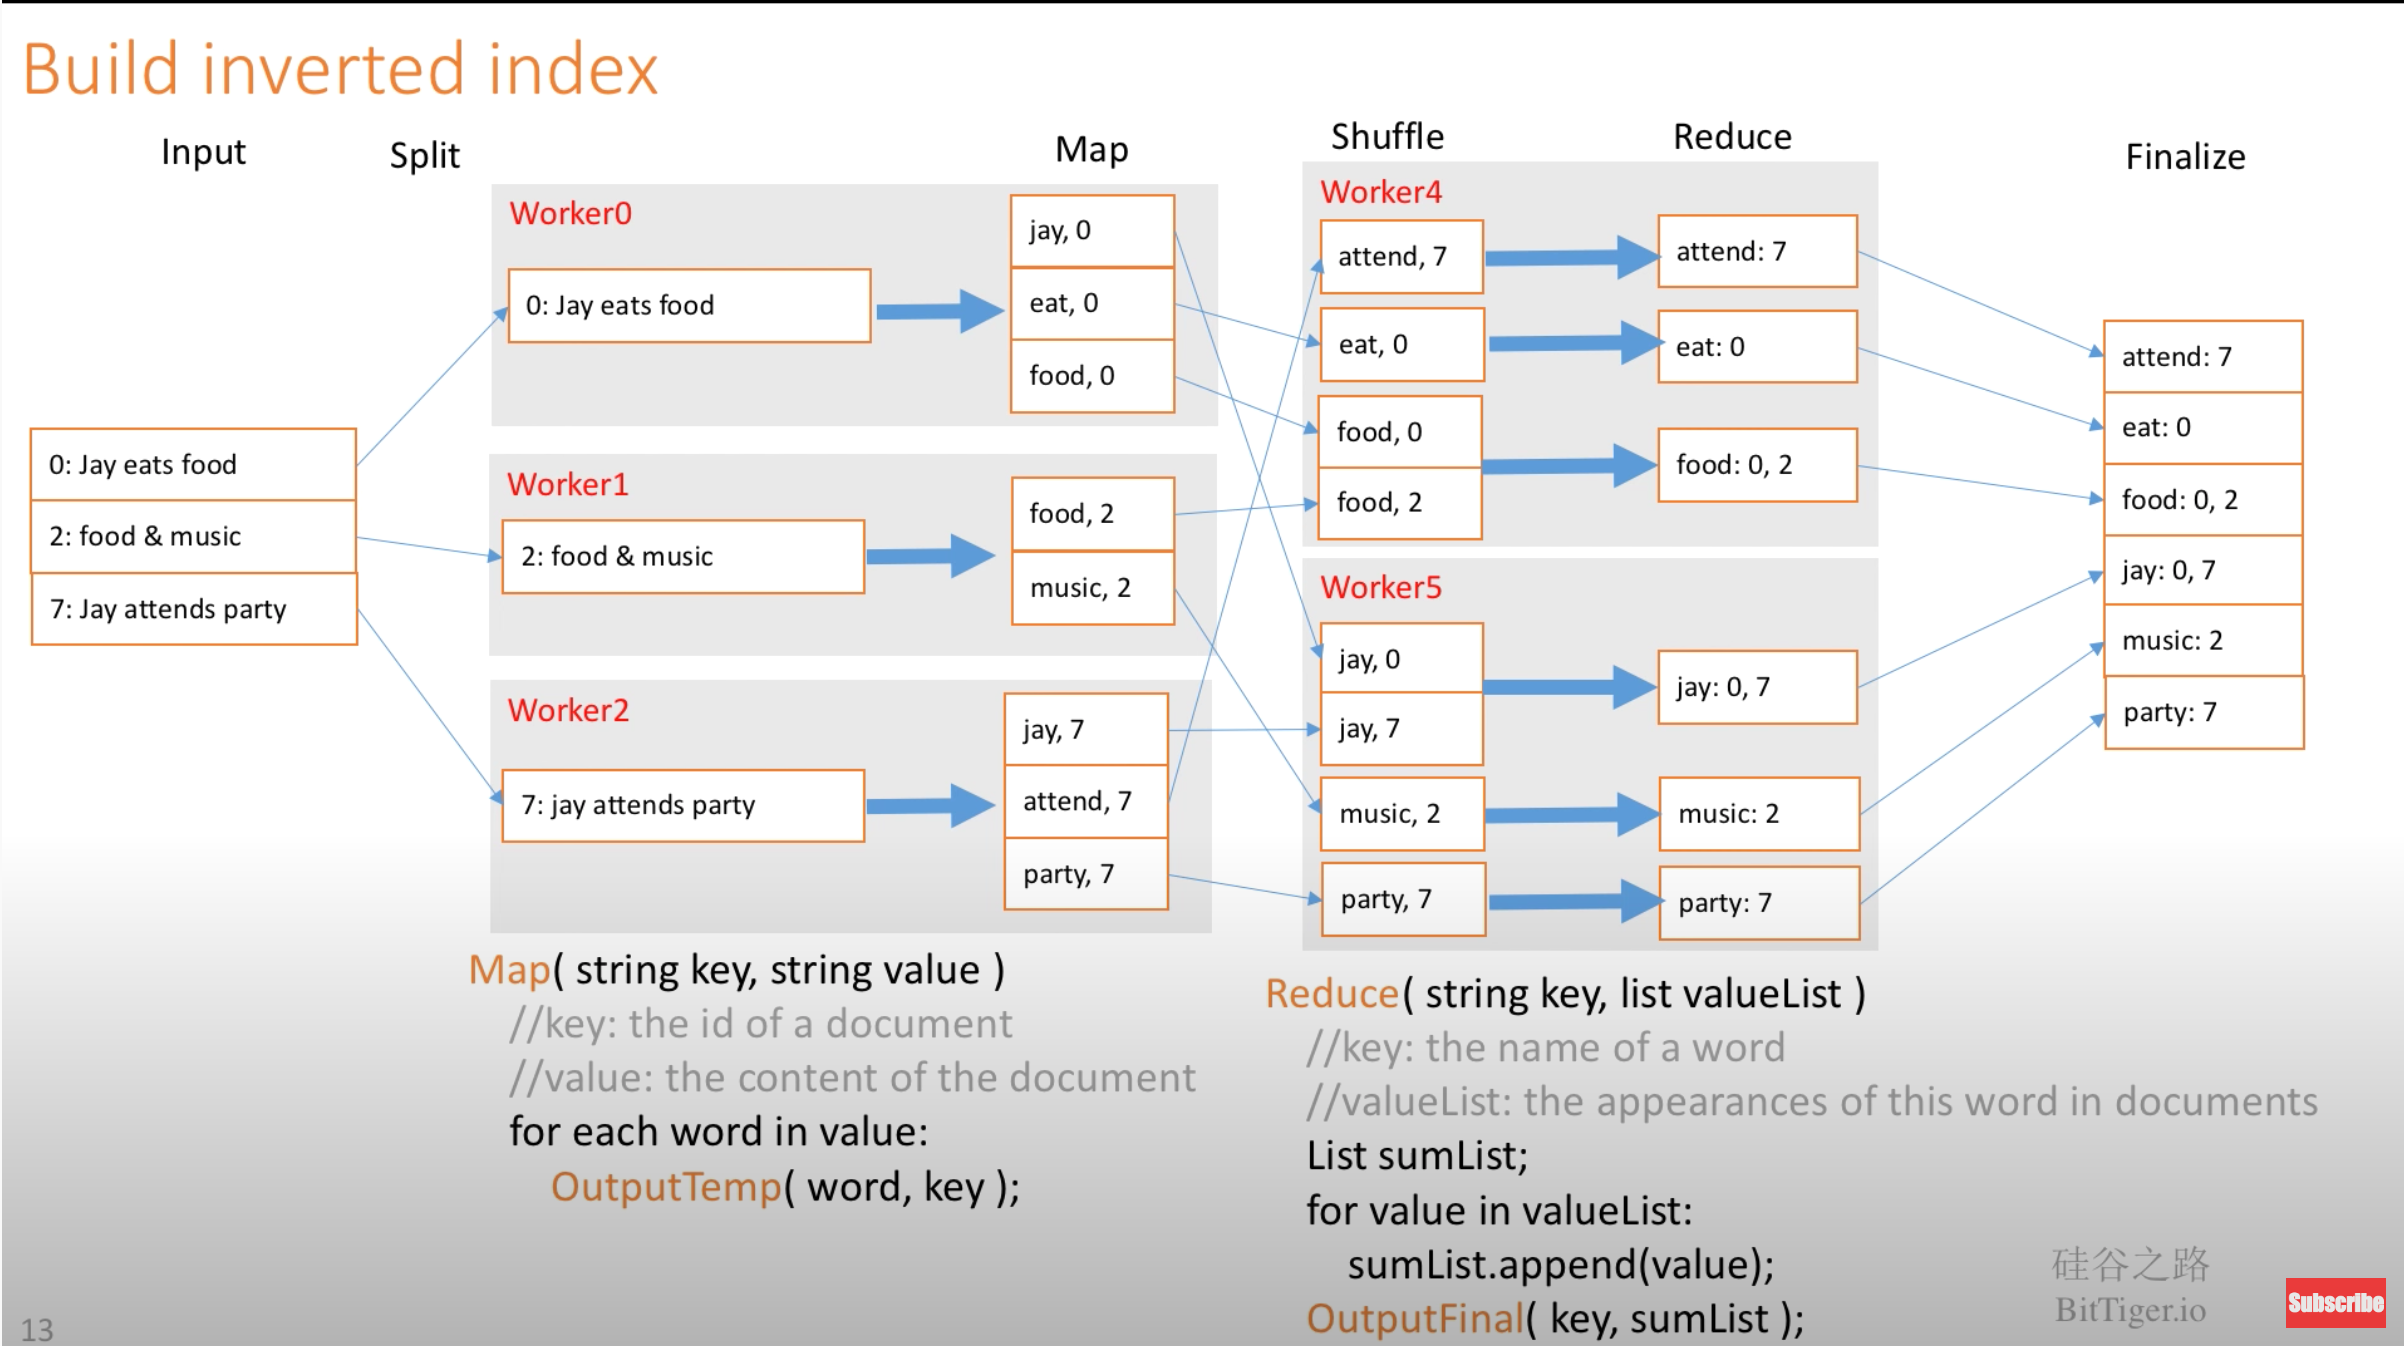 Build inverted index
Input
Split
Map
Shuffle
Reduce
Finalize
0: Jay eats food
2: food & music
7: Jay attends party
Worker0
0: Jay eats food
jay, 0
eat, 0
food, 0
Worker1
2: food & music
food, 2
music, 2
Worker2
7: jay attends party
jay, 7
attend, 7
party, 7
Worker4
attend, 7
eat, 0
food, 0
food, 2
attend: 7
eat: 0
food: 0, 2
Worker5
jay, 0
jay, 7
music, 2
party, 7
jay: 0, 7
music: 2
party: 7
attend: 7
eat: 0
food: 0, 2
jay: 0, 7
music: 2
party: 7
Map( string key, string value )
//key: the id of a document
//value: the content of the document
for each word in value:
OutputTemp( word, key );
Reduce( string key, list valueList )
//key: the name of a word
//valueList: the appearances of this word in documents
List sumList;
for value in valueList:
sumList.append(value);
OutputFinal( key, sumList );
硅谷之路
BitTiger.io
Subscribe
13